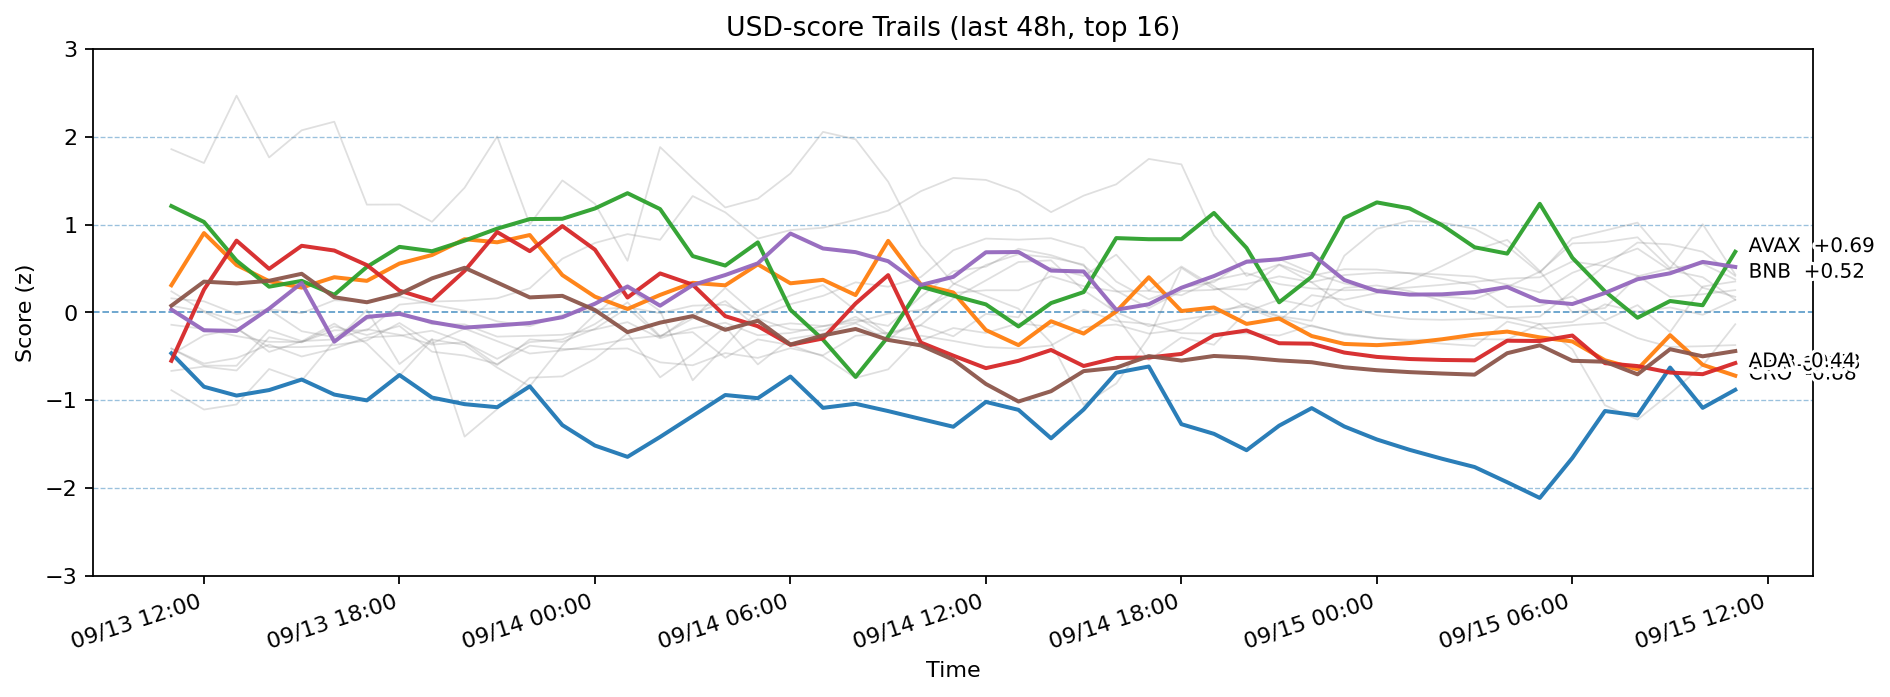 USD-score Trails (last 48h, top 16)
Score (z)
3
2
1
0
−1
−2
−3
AVAX +0.69
BNB +0.52
ADA -0.44
CRO
09/13 12:00
09/13 18:00
09/14 00:00
09/14 06:00
09/14 12:00
09/14 18:00
09/15 00:00
09/15 06:00
09/15 12:00
Time